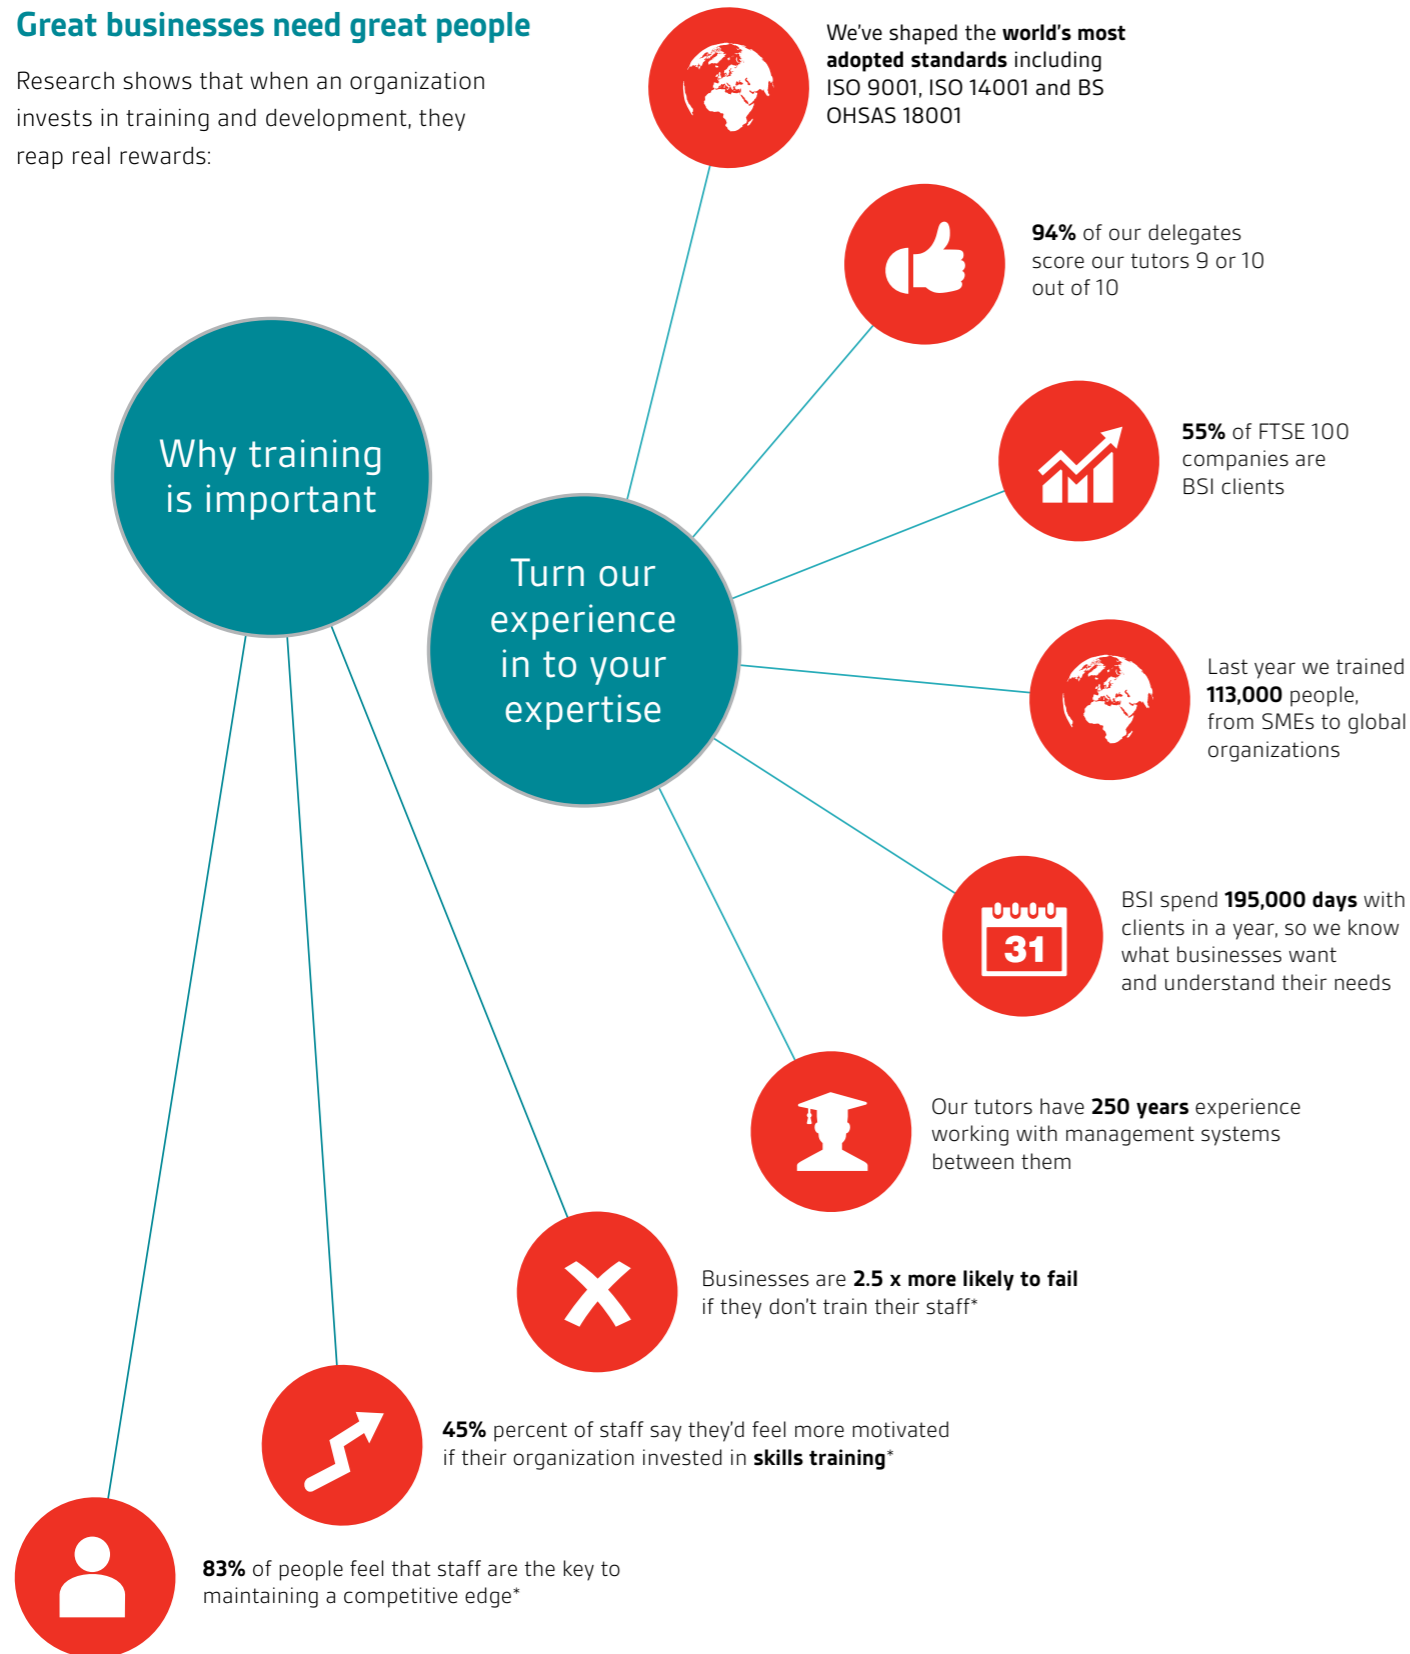 Great businesses need great people
Research shows that when an organization
invests in training and development, they
reap real rewards:
We've shaped the world's most
adopted standards including
ISO 9001, ISO 14001 and BS
OHSAS 18001
94% of our delegates
score our tutors 9 or 10
out of 10
Why training
is important
55% of FTSE 100
companies are
BSI clients
Turn our
experience
in to your
expertise
Last year we trained
113,000 people,
from SMEs to global
organizations
31
BSI spend 195,000 days with
clients in a year, so we know
what businesses want
and understand their needs
Our tutors have 250 years experience
working with management systems
between them
Businesses are 2.5 x more likely to fail
if they don't train their staff*
45% percent of staff say they'd feel more motivated
if their organization invested in skills training*
83% of people feel that staff are the key to
maintaining a competitive edge*